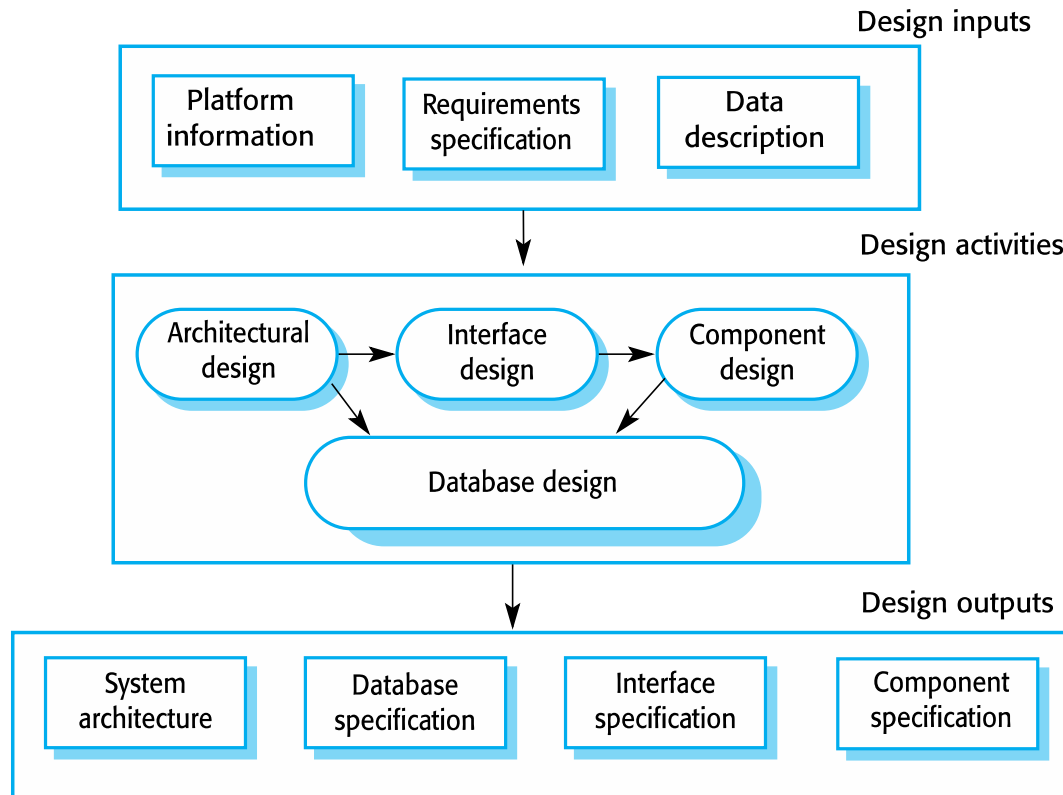 Design inputs
Platform
information
Requirements
specification
Data
description
Design activities
Architectural
design
Interface
design
Component
design
Database design
Design outputs
System
architecture
Database
specification
Interface
specification
Component
specification